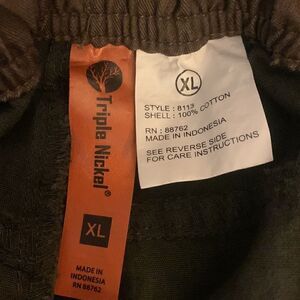 Triple Nickel®
XL
MADE IN
INDONESIA
RN 88762
XL
STYLE : 8113
SHELL : 100% COTTON
RN : 88762
MADE IN INDONESIA
SEE REVERSE SIDE
FOR CARE INSTRUCTIONS